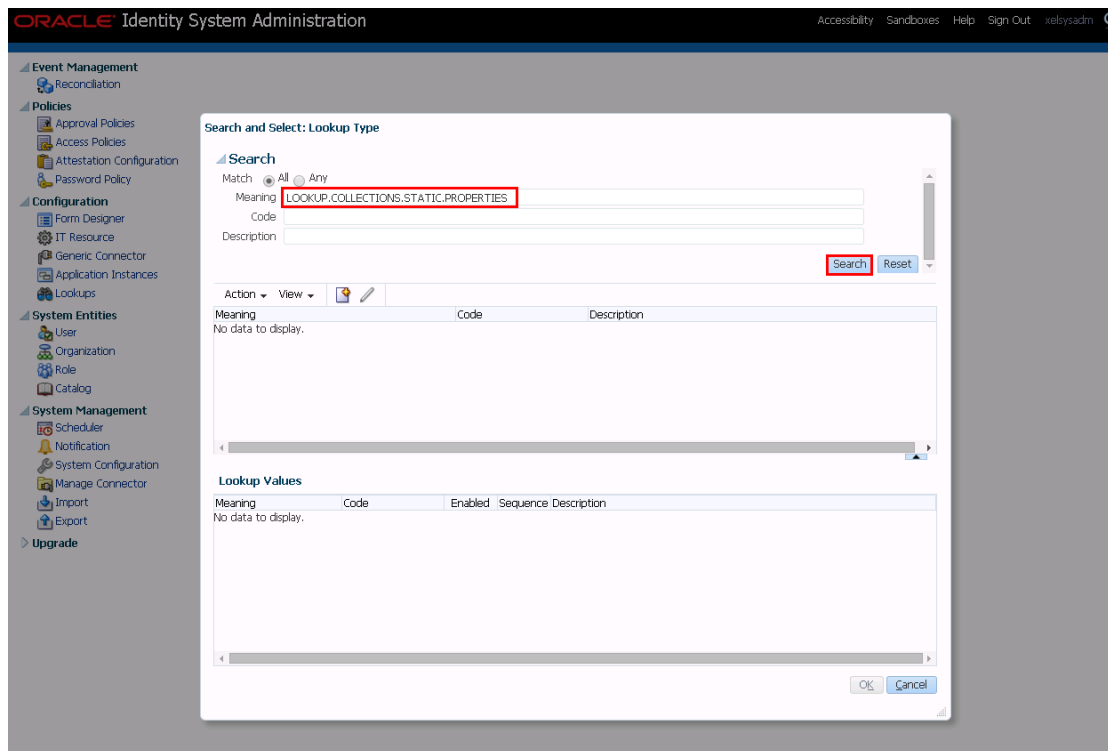 ORACLE Identity System Administration
Accessibility Sandboxes Help Sign Out xelsysadm
Event Management
Reconciliation
Policies
Approval Policies
Access Policies
Attestation Configuration
Password Policy
Configuration
Form Designer
IT Resource
Generic Connector
Application Instances
Lookups
System Entities
User
Organization
Role
Catalog
System Management
Scheduler
Notification
System Configuration
Manage Connector
Import
Export
Upgrade
Search and Select: Lookup Type
Search
Match All Any
Meaning LOOKUP.COLLECTIONS.STATIC.PROPERTIES
Code
Description
Search Reset
Action View
Meaning Code Description
No data to display.
Lookup Values
Meaning Code Enabled Sequence Description
No data to display.
OK Cancel